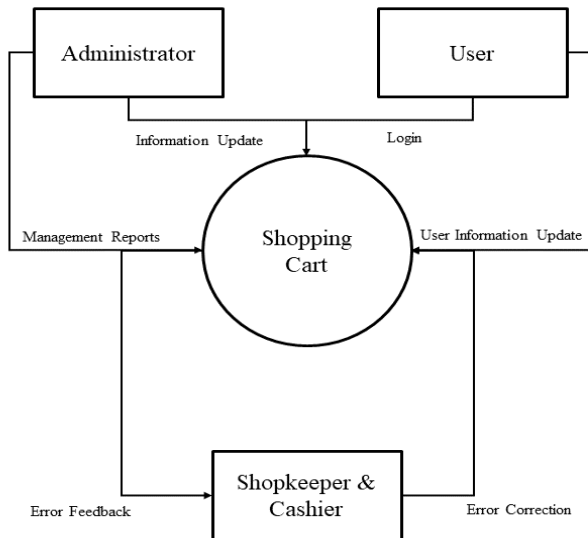 Administrator
User
Information Update
Login
Management Reports
Shopping
Cart
User Information Update
Shopkeeper &
Cashier
Error Feedback
Error Correction